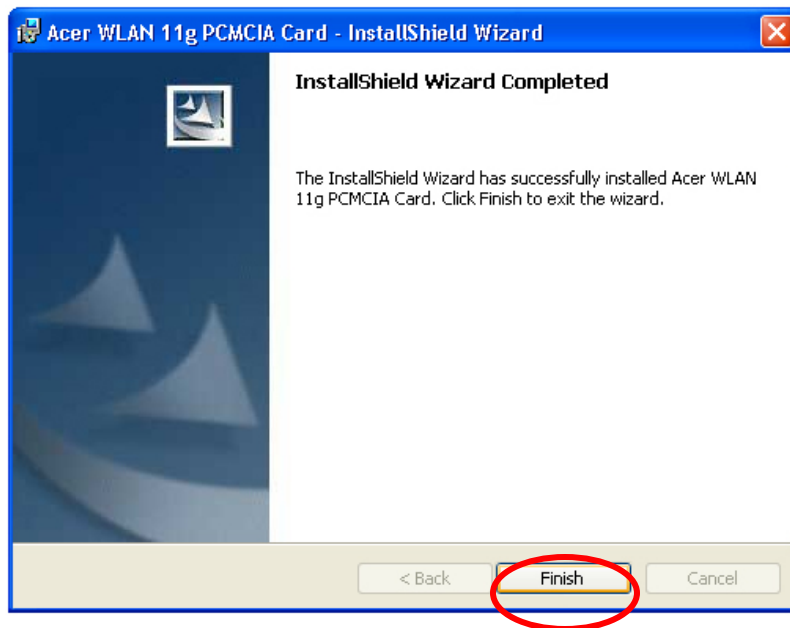 Acer WLAN 11g PCMCIA Card - InstallShield Wizard
InstallShield Wizard Completed
The InstallShield Wizard has successfully installed Acer WLAN
11g PCMCIA Card. Click Finish to exit the wizard.
< Back Finish Cancel